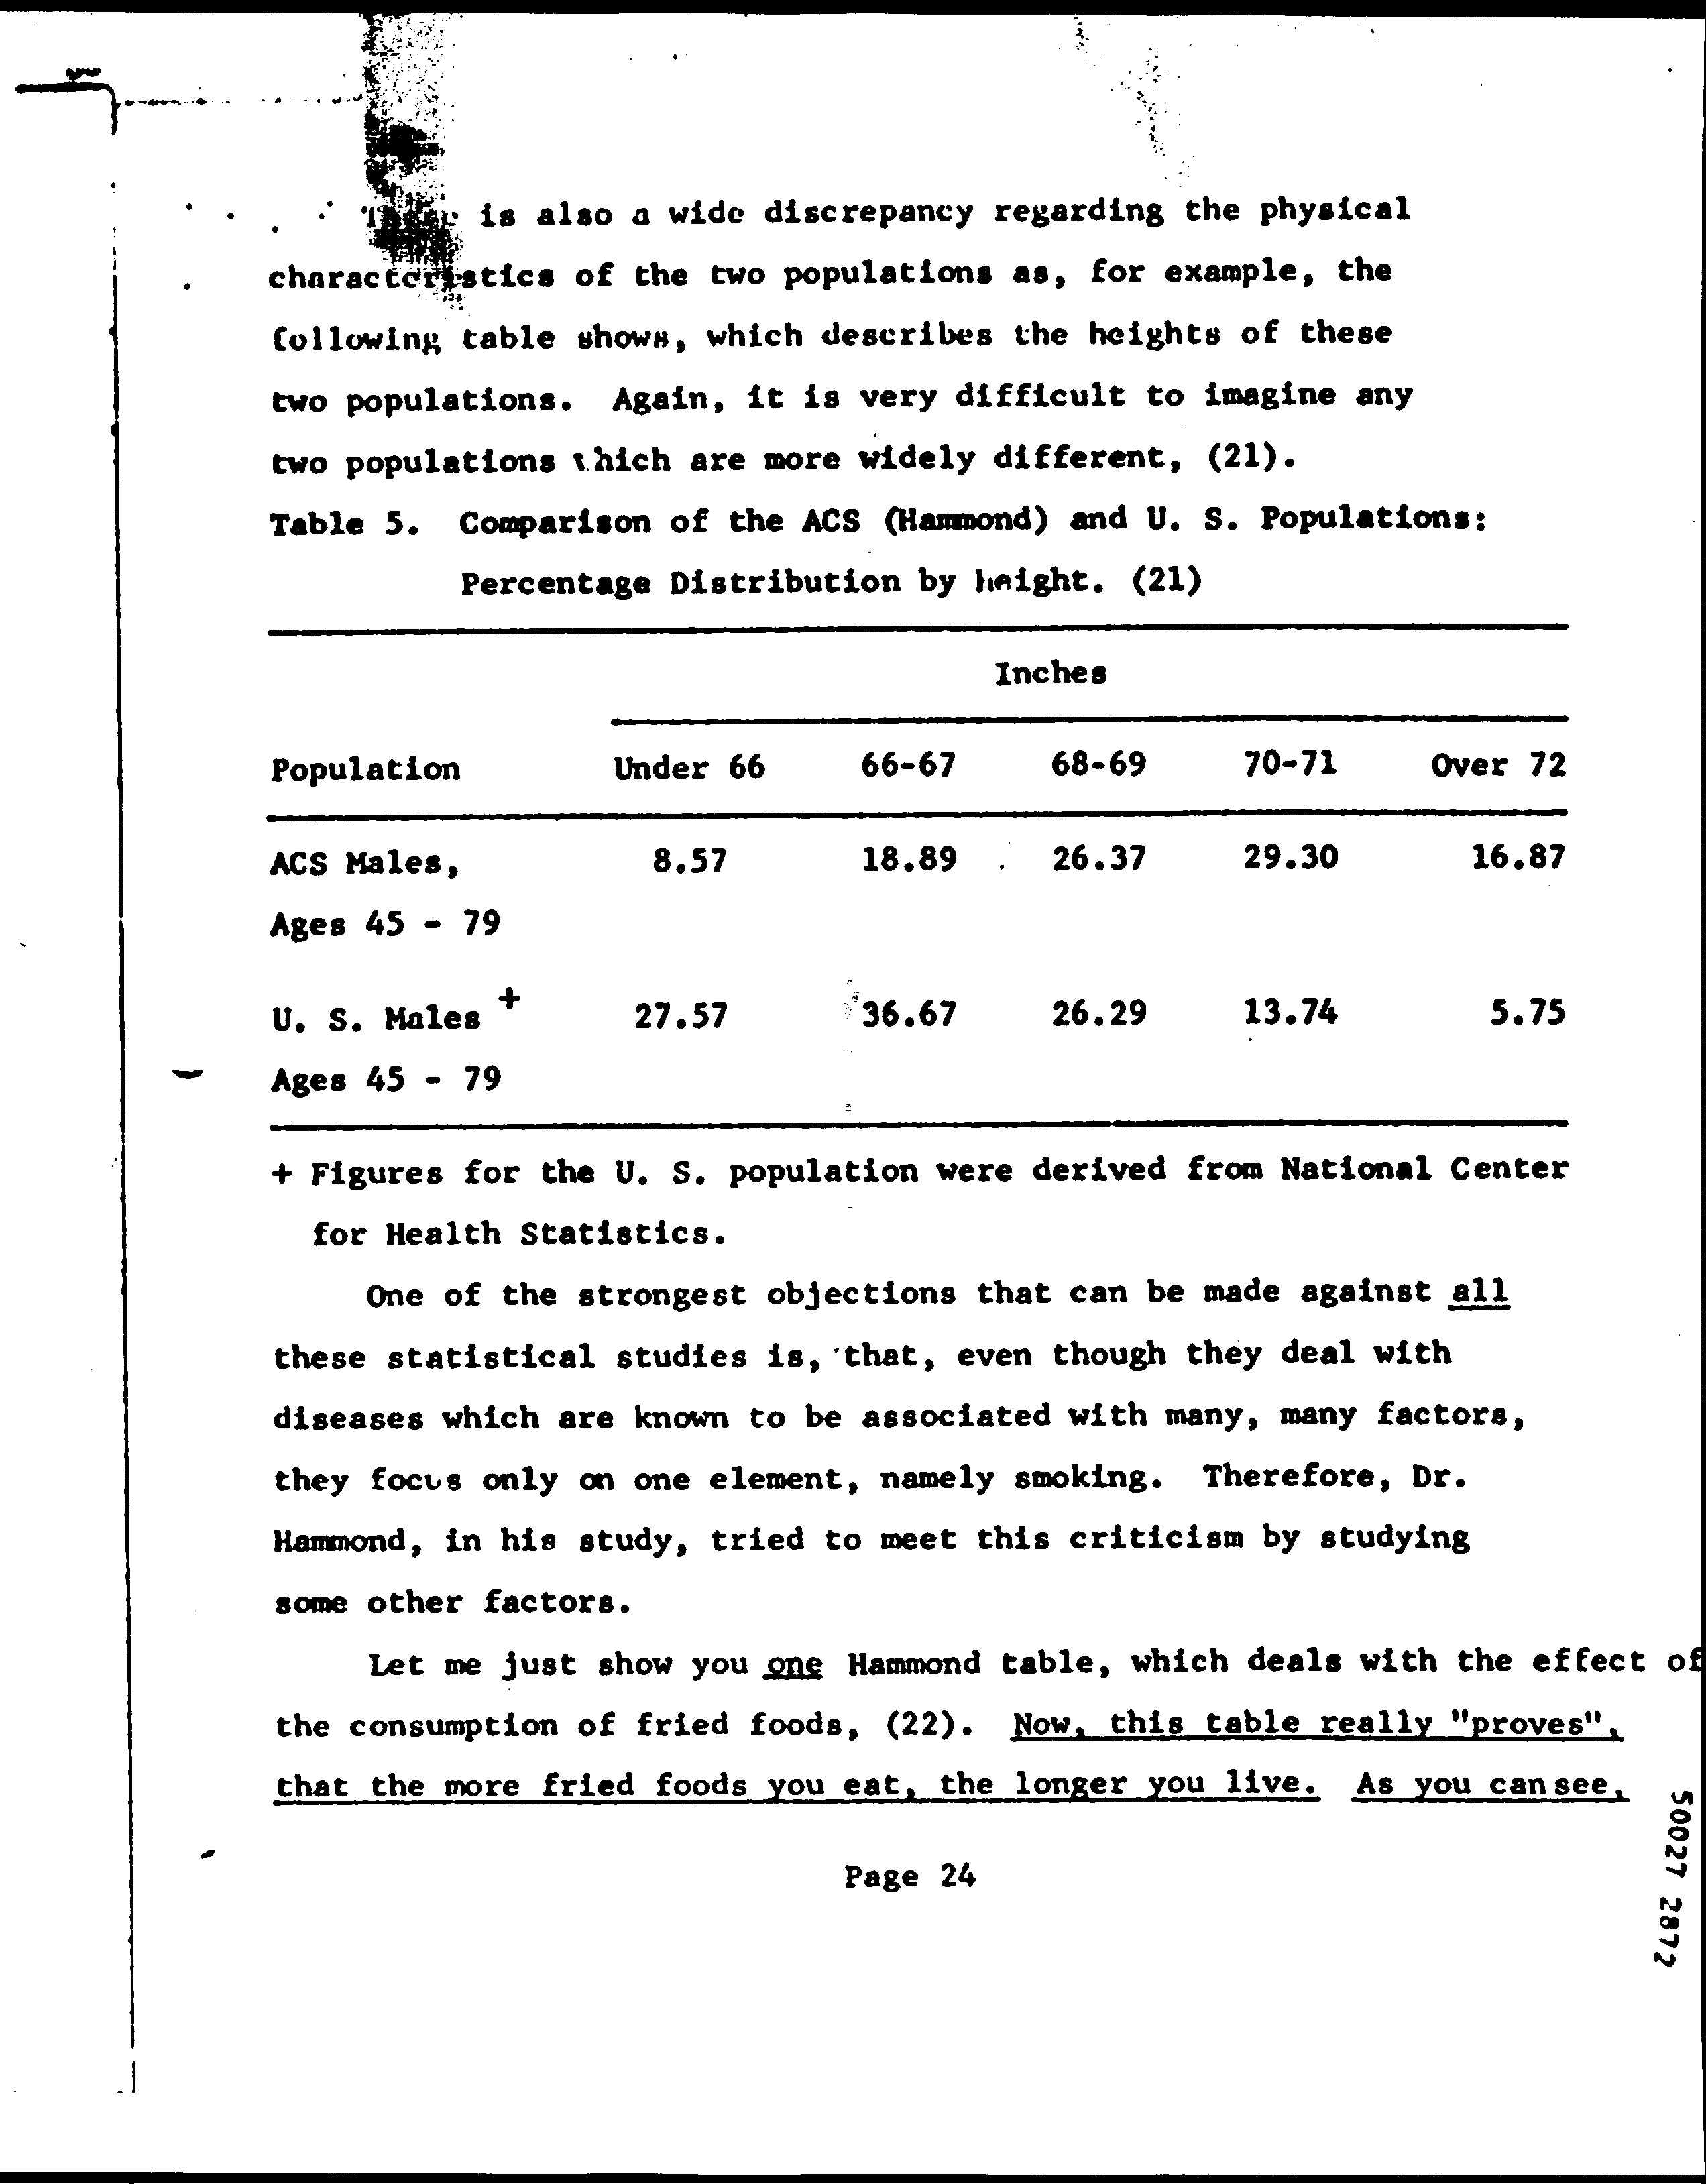 There is also a wide discrepancy regarding the physical
characteristics of the two populations as, for example, the
following table shows, which describes the heights of these
two populations. Again, it is very difficult to imagine any
two populations which are more widely different, (21).
Table 5. Comparison of the ACS (Hammond) and U. S. Populations:
Percentage Distribution by height. (21)
Inches
Population Under 66 66-67 68-69 70-71 Over 72
ACS Males, 8.57 18.89 26.37 29.30 16.87
Ages 45 - 79
U. S. Males + 27.57 36.67 26.29 13.74 5.75
Ages 45 - 79
+ Figures for the U. S. population were derived from National Center
for Health Statistics.
One of the strongest objections that can be made against all
these statistical studies is, that, even though they deal with
diseases which are known to be associated with many, many factors,
they focus only on one element, namely smoking. Therefore, Dr.
Hammond, in his study, tried to meet this criticism by studying
some other factors.
Let me just show you one Hammond table, which deals with the effect of
the consumption of fried foods, (22). Now, this table really "proves",
that the more fried foods you eat, the longer you live. As you can see,
Page 24
50027 2872